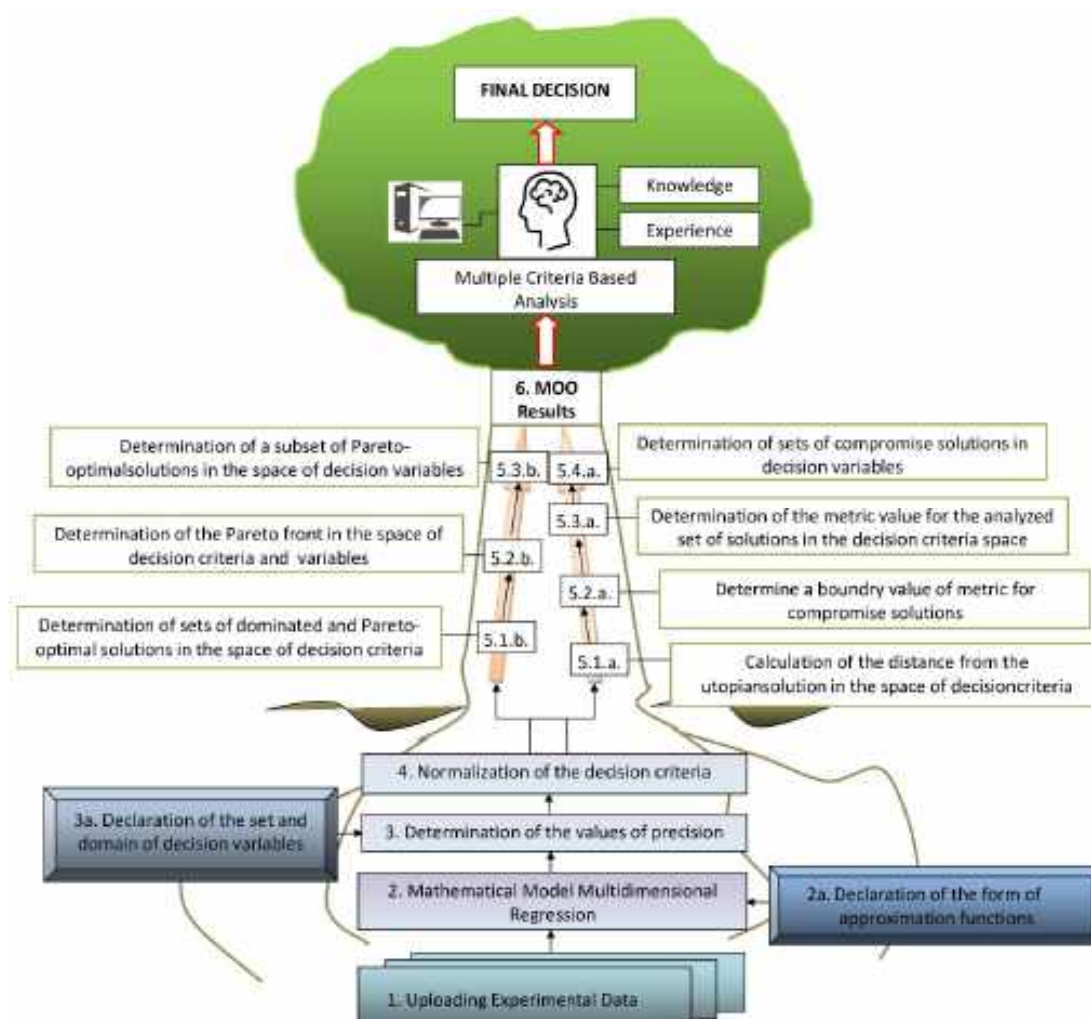 FINAL DECISION
Knowledge
Experience
Multiple Criteria Based
Analysis
6. MOO
Results
Determination of a subset of Pareto-
optimalsolutions in the space of decision variables
5.3.b.
5.4.a.
Determination of sets of compromise solutions in
decision variables
Determination of the Pareto front in the space of
decision criteria and variables
5.2.b.
5.3.a.
Determination of the metric value for the analyzed
set of solutions in the decision criteria space
5.2.a.
Determine a boundry value of metric for
compromise solutions
Determination of sets of dominated and Pareto-
optimal solutions in the space of decision criteria
5.1.b.
5.1.a.
Calculation of the distance from the
utopiansolution in the space of decisioncriteria
4. Normalization of the decision criteria
3a. Declaration of the set and
domain of decision variables
3. Determination of the values of precision
2. Mathematical Model Multidimensional
Regression
2a. Declaration of the form of
approximation functions
1. Uploading Experimental Data